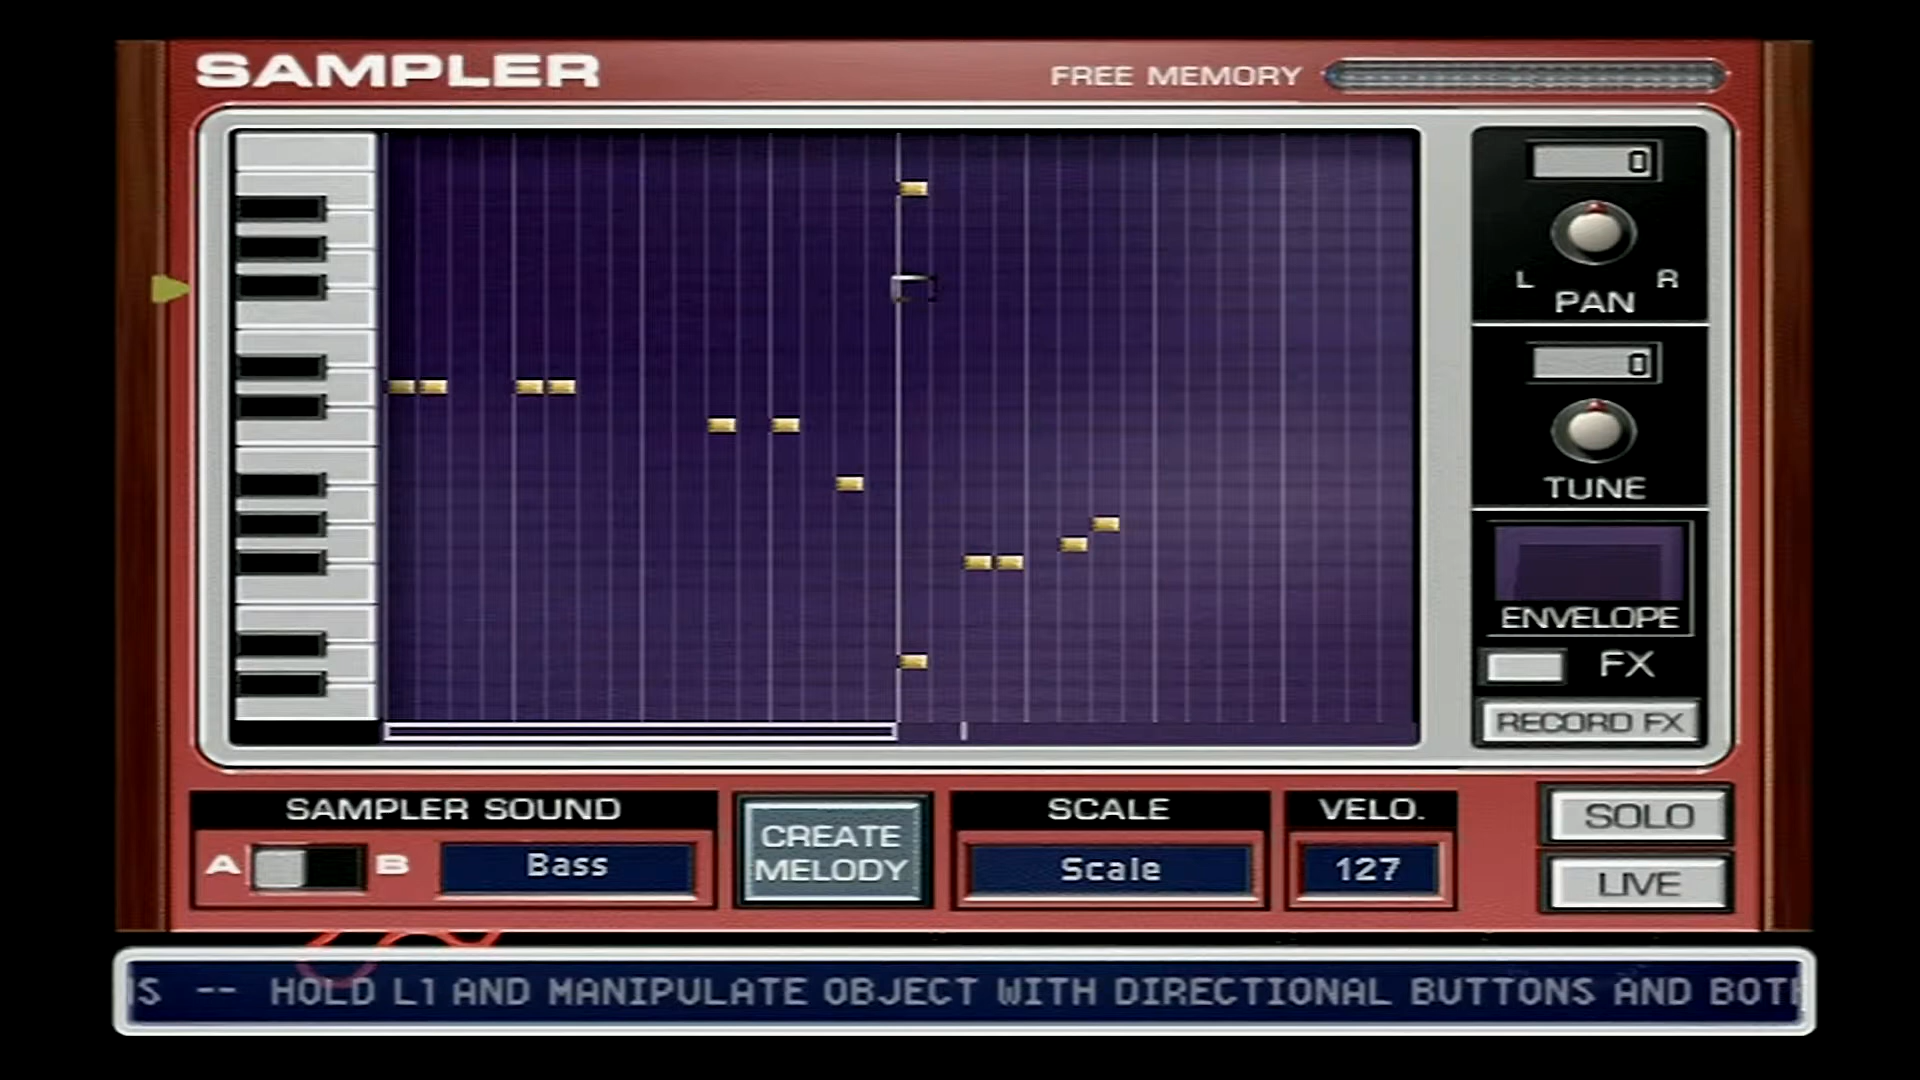 SAMPLER
FREE MEMORY
0
L R
PAN
0
TUNE
ENVELOPE
FX
RECORD FX
SAMPLER SOUND
A B
Bass
CREATE
MELODY
SCALE
Scale
VELO.
127
SOLO
LIVE
-- HOLD L1 AND MANIPULATE OBJECT WITH DIRECTIONAL BUTTONS AND